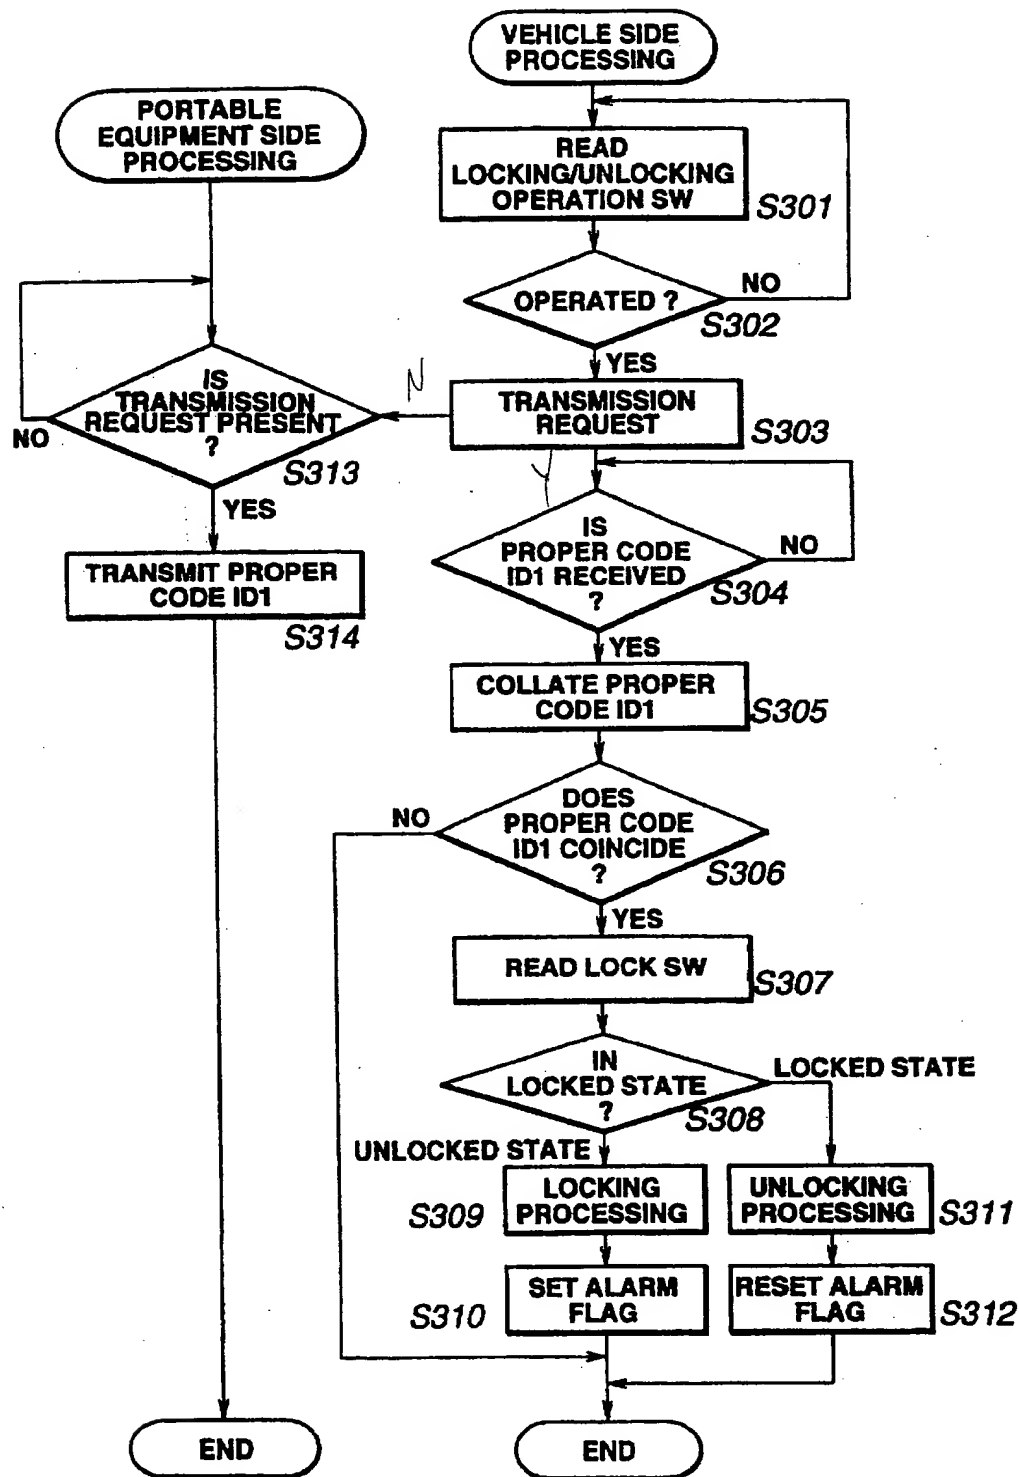 VEHICLE SIDE
PROCESSING
PORTABLE
EQUIPMENT SIDE
PROCESSING
READ
LOCKING/UNLOCKING
OPERATION SW
S301
OPERATED ?
NO
S302
YES
IS
TRANSMISSION
REQUEST PRESENT
?
NO
S313
N
TRANSMISSION
REQUEST
S303
Y
YES
TRANSMIT PROPER
CODE ID1
S314
IS
PROPER CODE
ID1 RECEIVED
?
NO
S304
YES
COLLATE PROPER
CODE ID1
S305
DOES
PROPER CODE
ID1 COINCIDE
?
NO
S306
YES
READ LOCK SW
S307
IN
LOCKED STATE
?
LOCKED STATE
S308
UNLOCKED STATE
S309
LOCKING
PROCESSING
UNLOCKING
PROCESSING
S311
S310
SET ALARM
FLAG
RESET ALARM
FLAG
S312
END
END